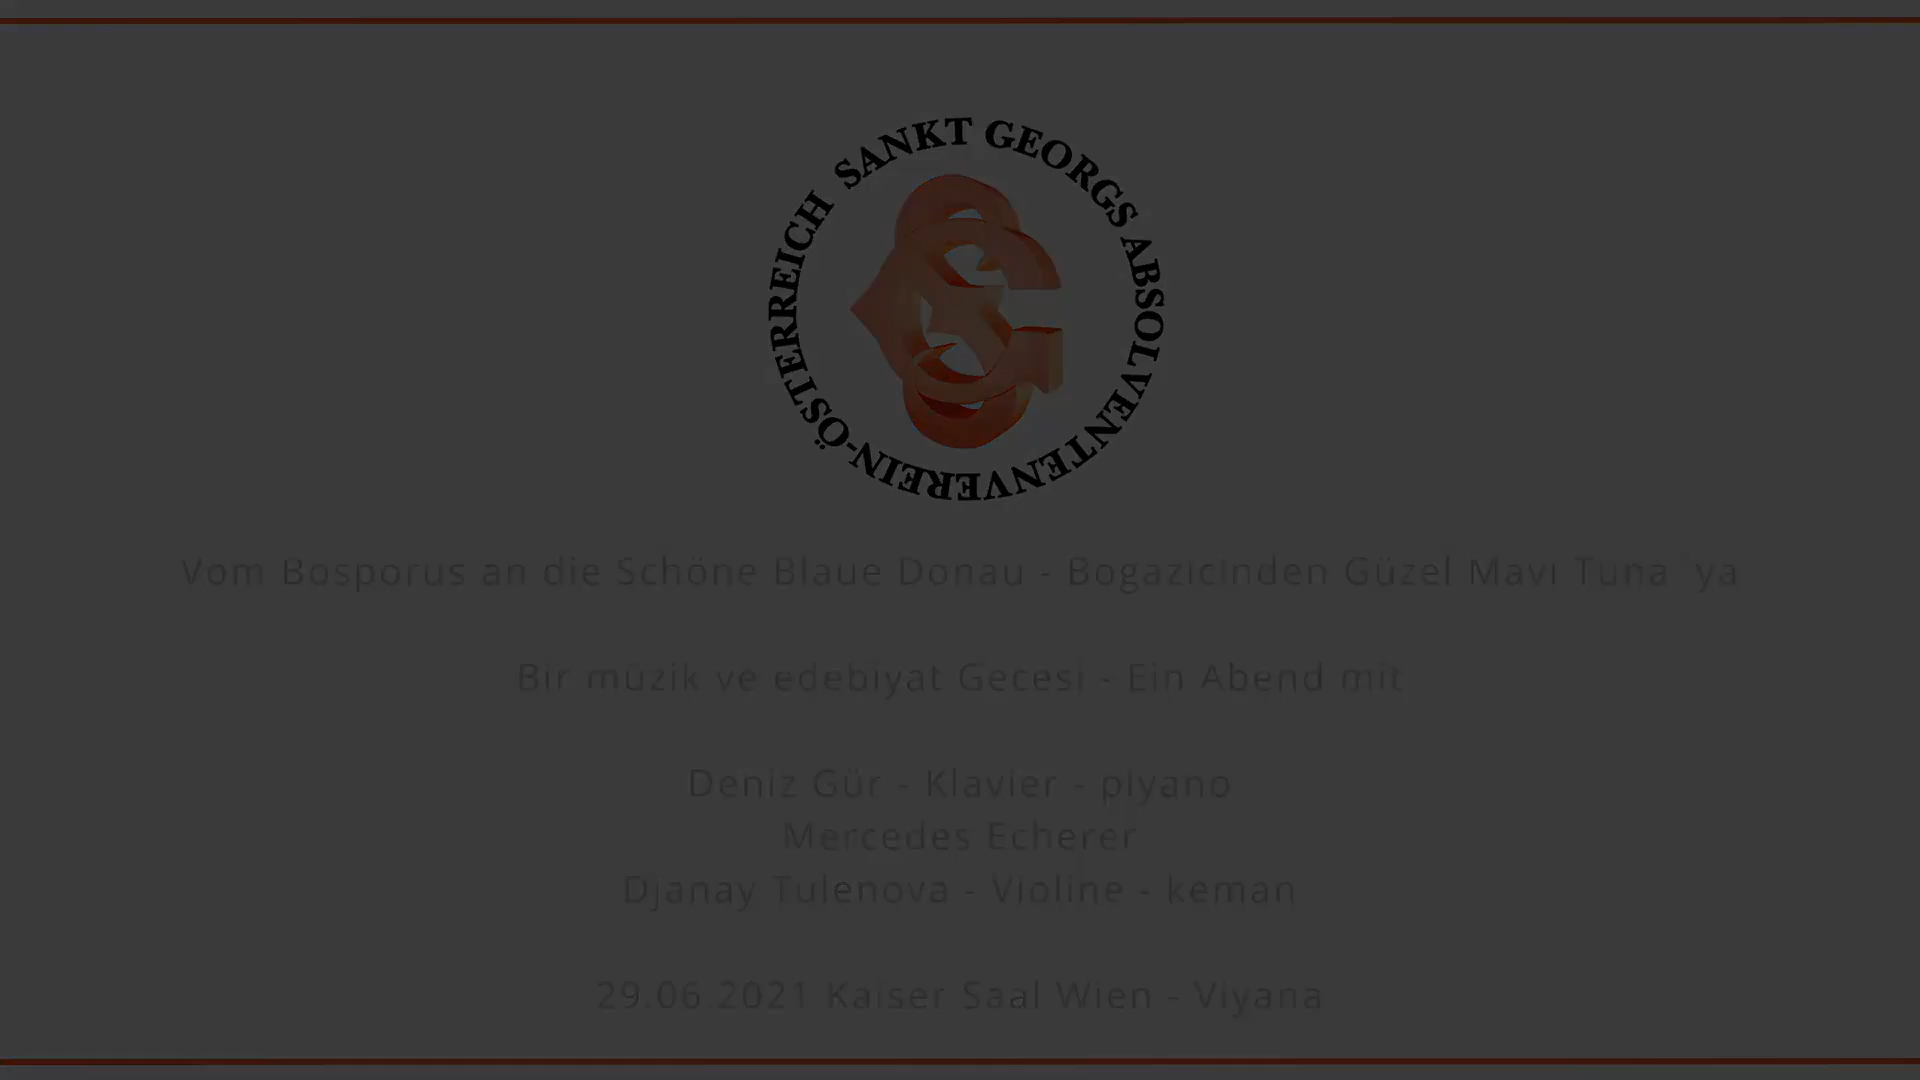 SANKT GEORGS ABSOLVENTENVEREIN-ÖSTERREICH
Vom Bosporus an die Schöne Blaue Donau - Bogazicinden Güzel Mavi Tuna `ya
Bir müzik ve edebiyat Gecesi - Ein Abend mit
Deniz Gür - Klavier - piyano
Mercedes Echerer
Djanay Tulenova - Violine - keman
29.06.2021 Kaiser Saal Wien - Viyana